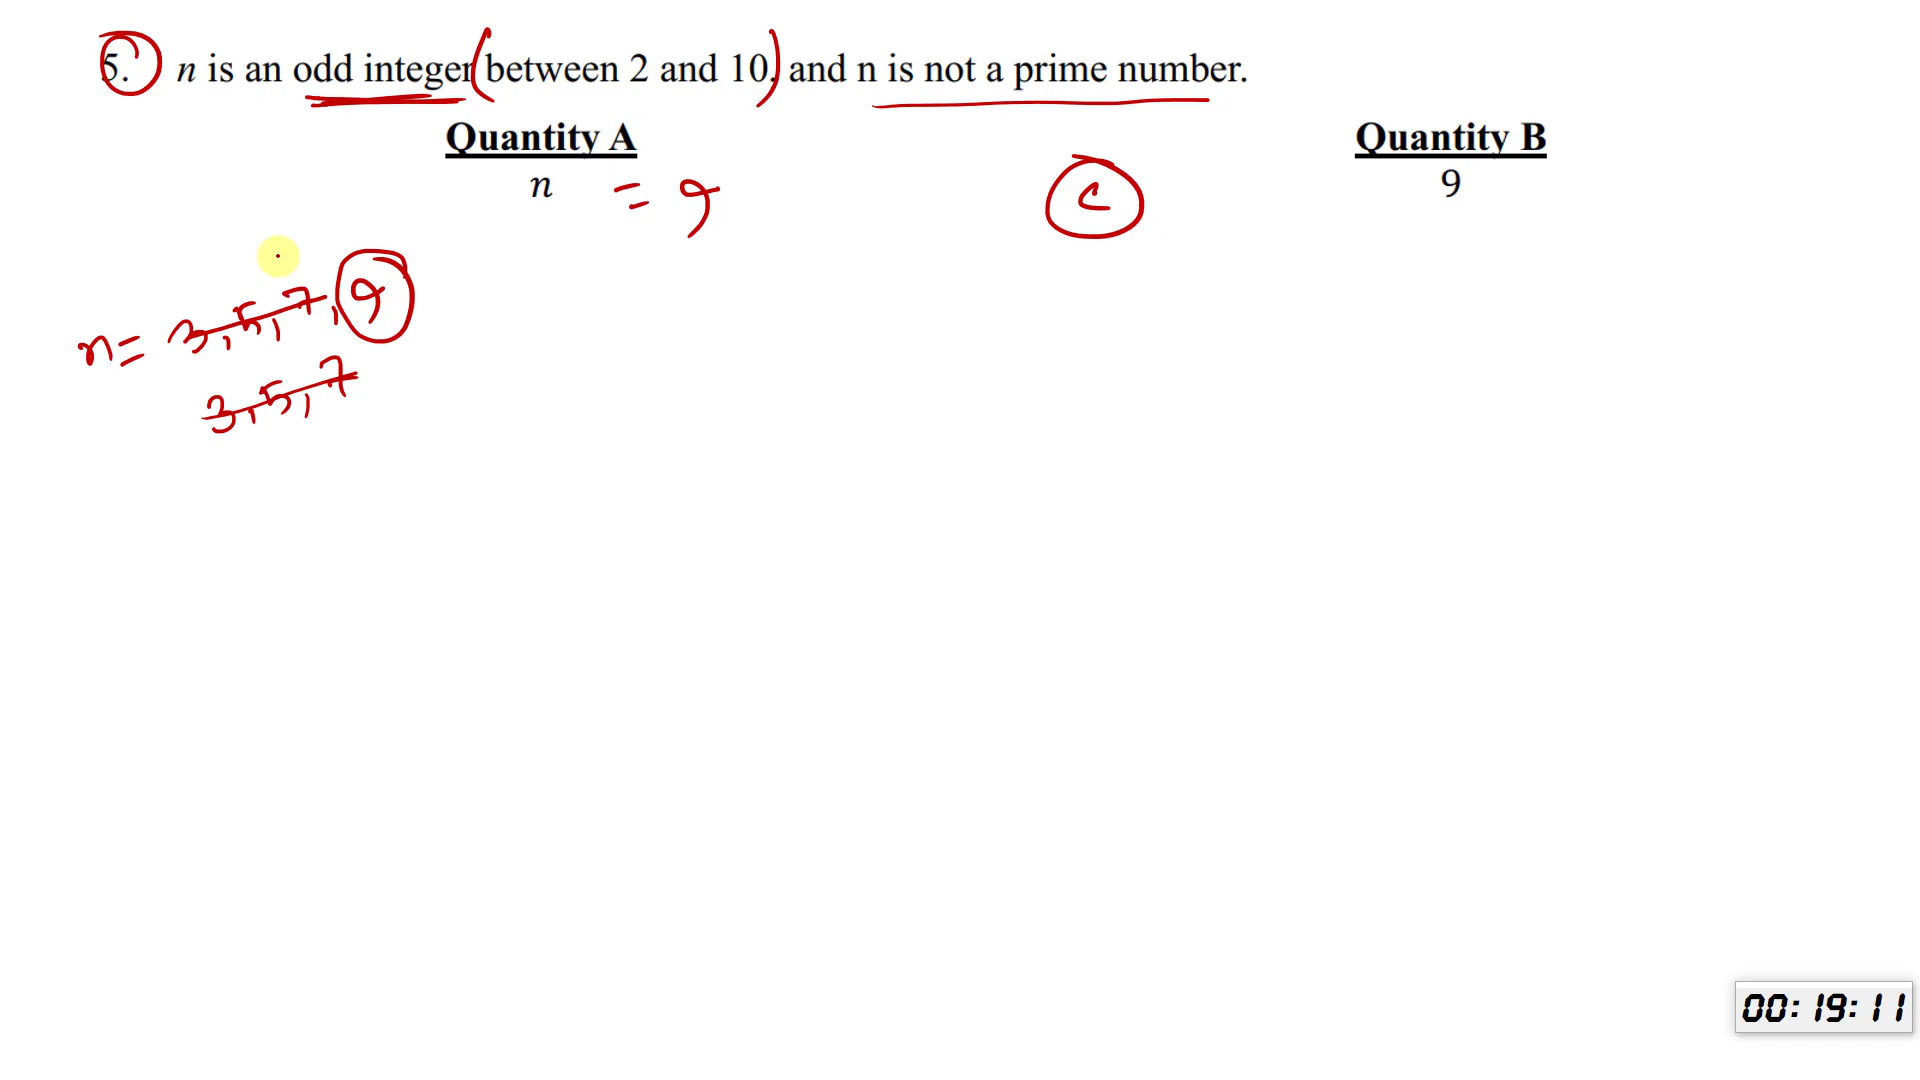 5. n is an odd integer between 2 and 10, and n is not a prime number.
Quantity A Quantity B
n = 9 C 9
n = 3, 5, 7, 9
3, 5, 7
00:19:11